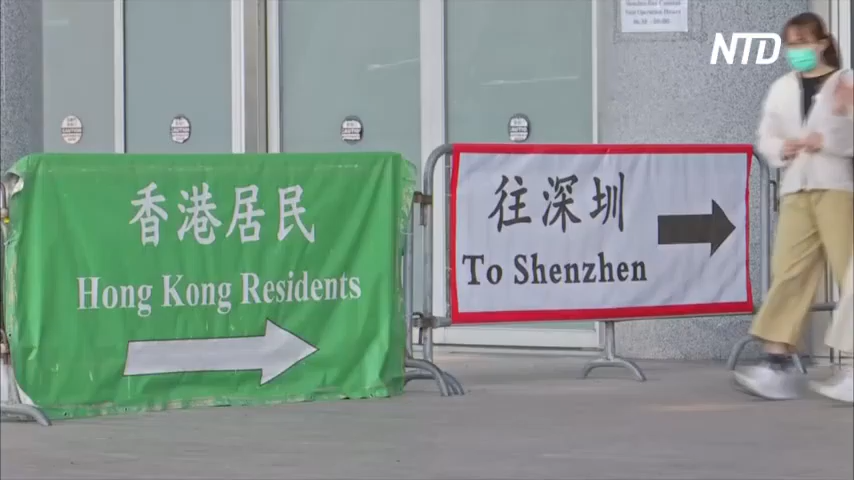 NTD
香港居民
Hong Kong Residents
往深圳
To Shenzhen